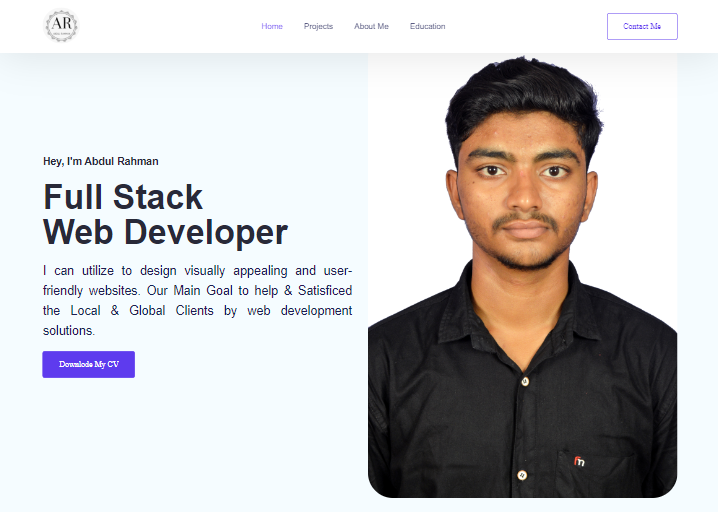 AR
Home Projects About Me Education
Contact Me
Hey, I'm Abdul Rahman
Full Stack
Web Developer
I can utilize to design visually appealing and user-
friendly websites. Our Main Goal to help & Satisficed
the Local & Global Clients by web development
solutions.
Downlode My CV